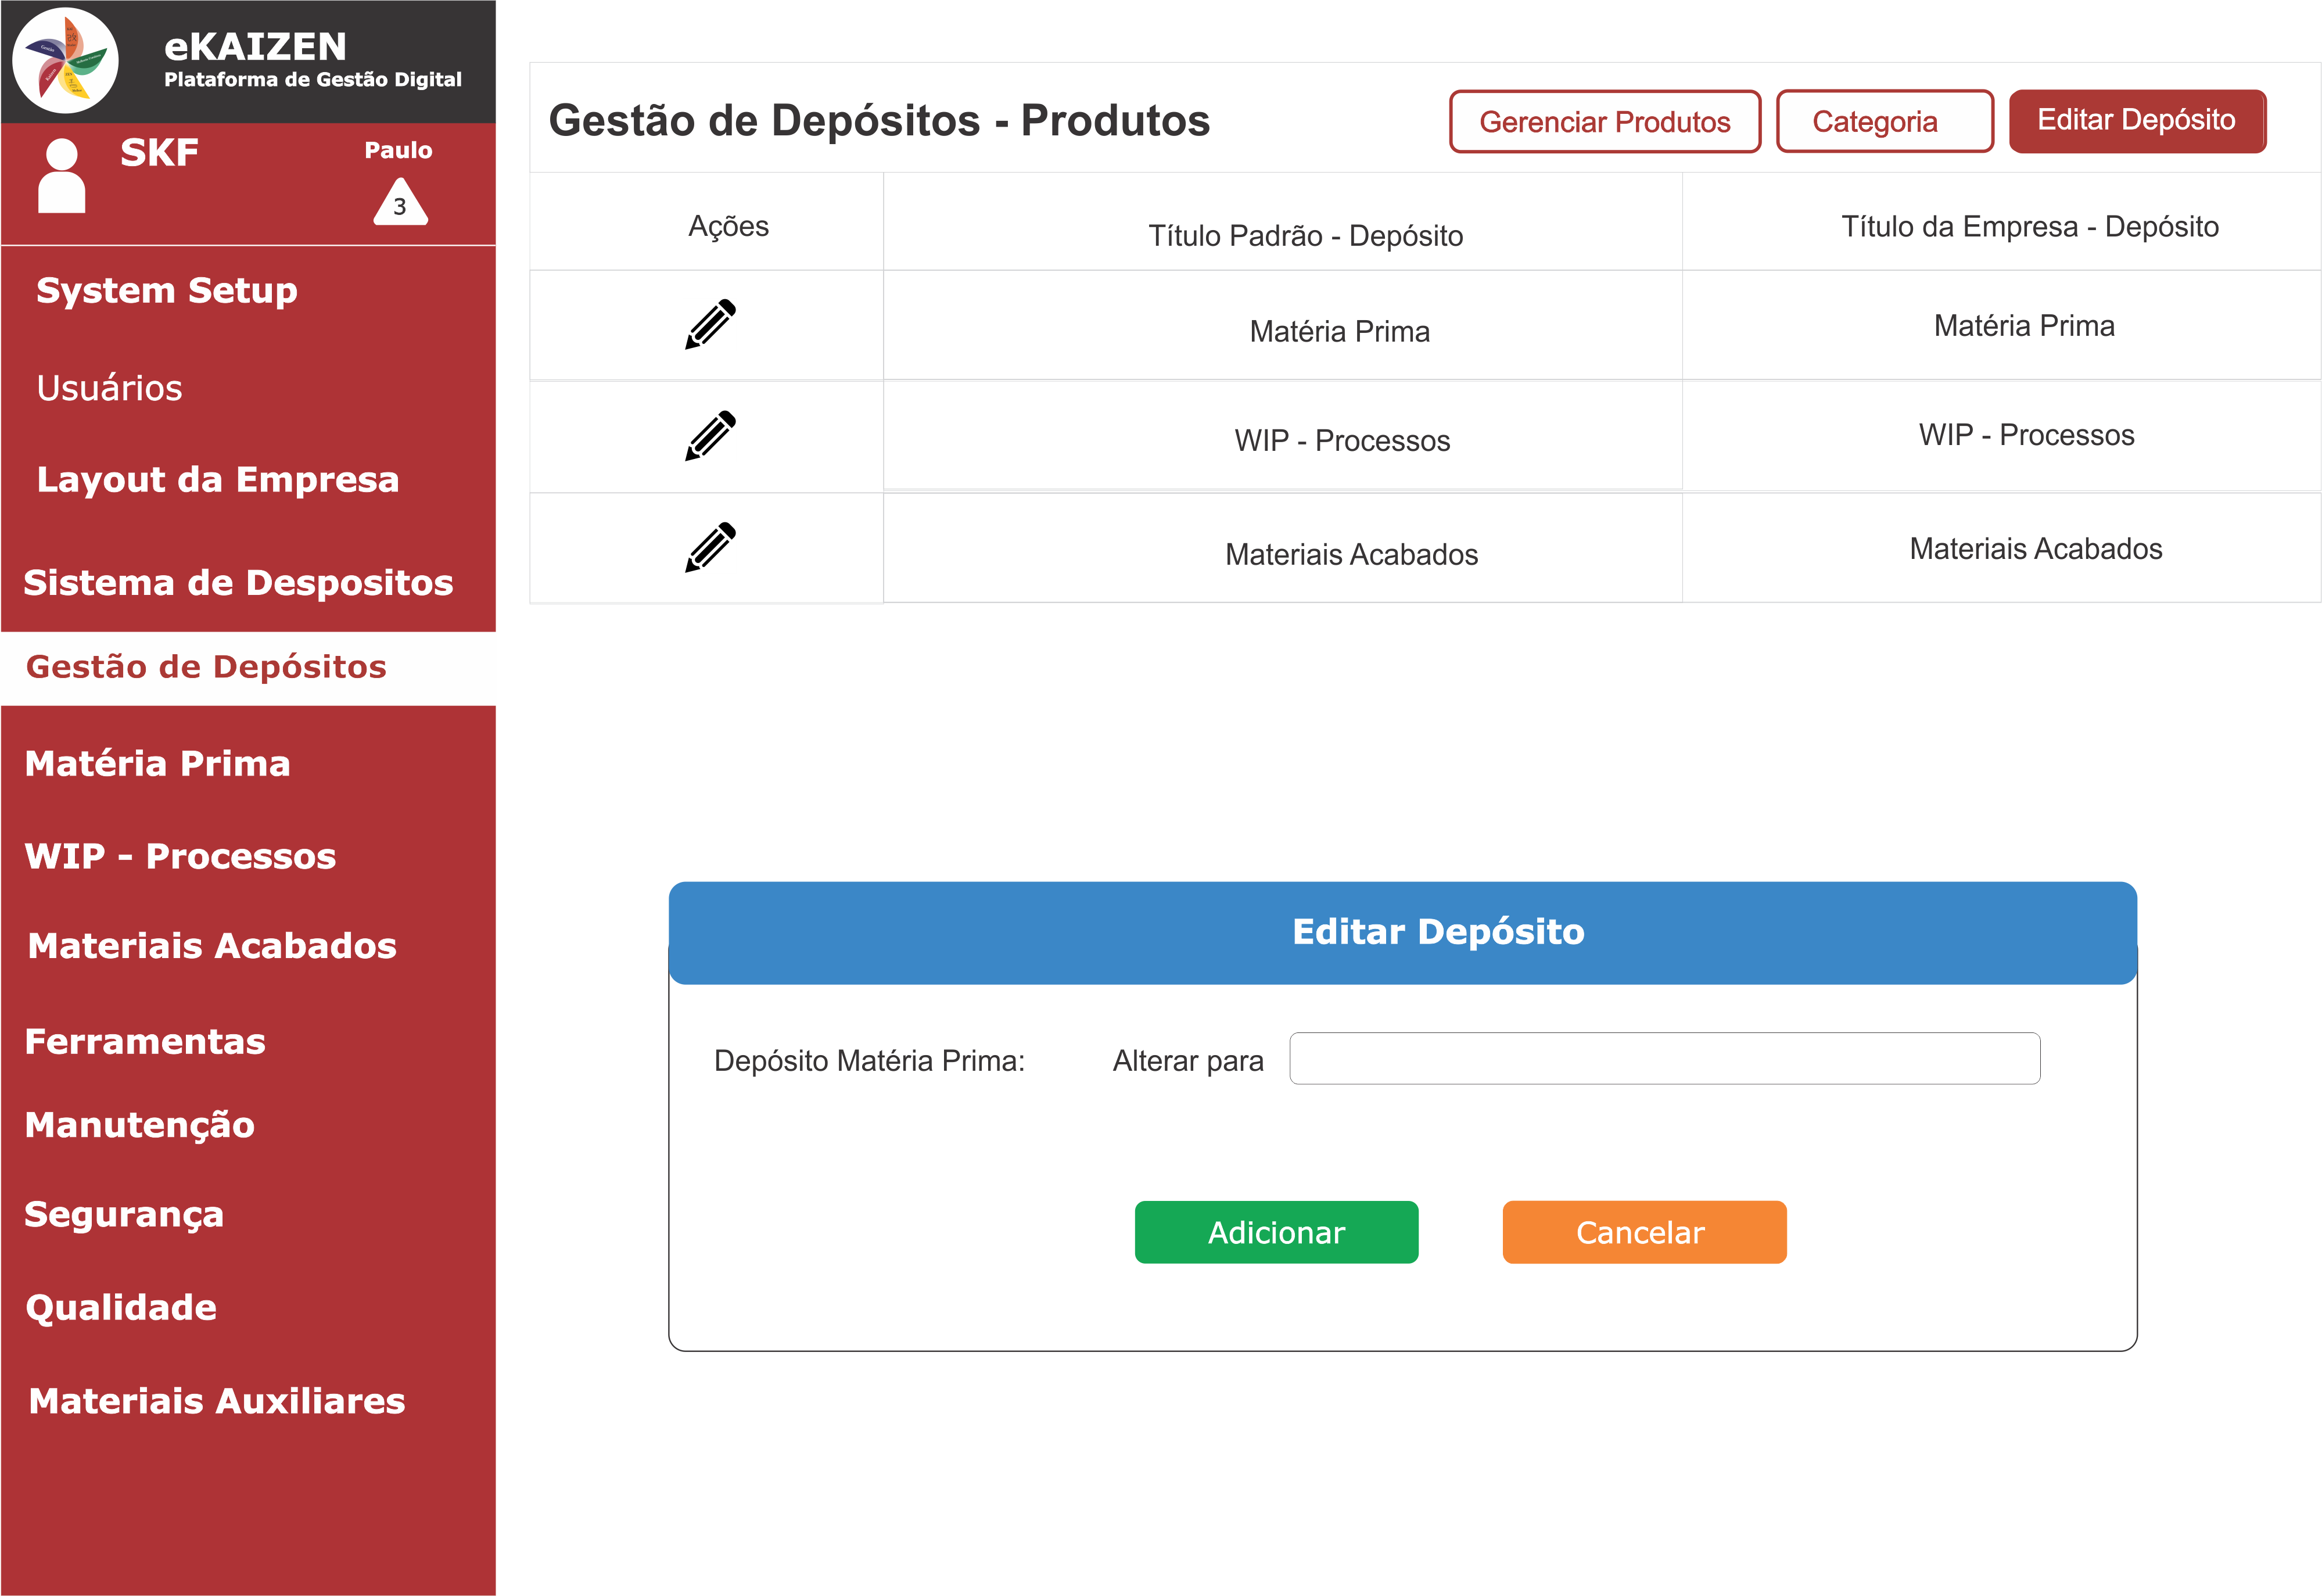 eKAIZEN
Plataforma de Gestão Digital
SKF
Paulo
3
System Setup
Usuários
Layout da Empresa
Sistema de Despositos
Gestão de Depósitos
Matéria Prima
WIP - Processos
Materiais Acabados
Ferramentas
Manutenção
Segurança
Qualidade
Materiais Auxiliares
Gestão de Depósitos - Produtos
Gerenciar Produtos
Categoria
Editar Depósito
Ações
Título Padrão - Depósito
Título da Empresa - Depósito
Matéria Prima
Matéria Prima
WIP - Processos
WIP - Processos
Materiais Acabados
Materiais Acabados
Editar Depósito
Depósito Matéria Prima:
Alterar para
Adicionar
Cancelar